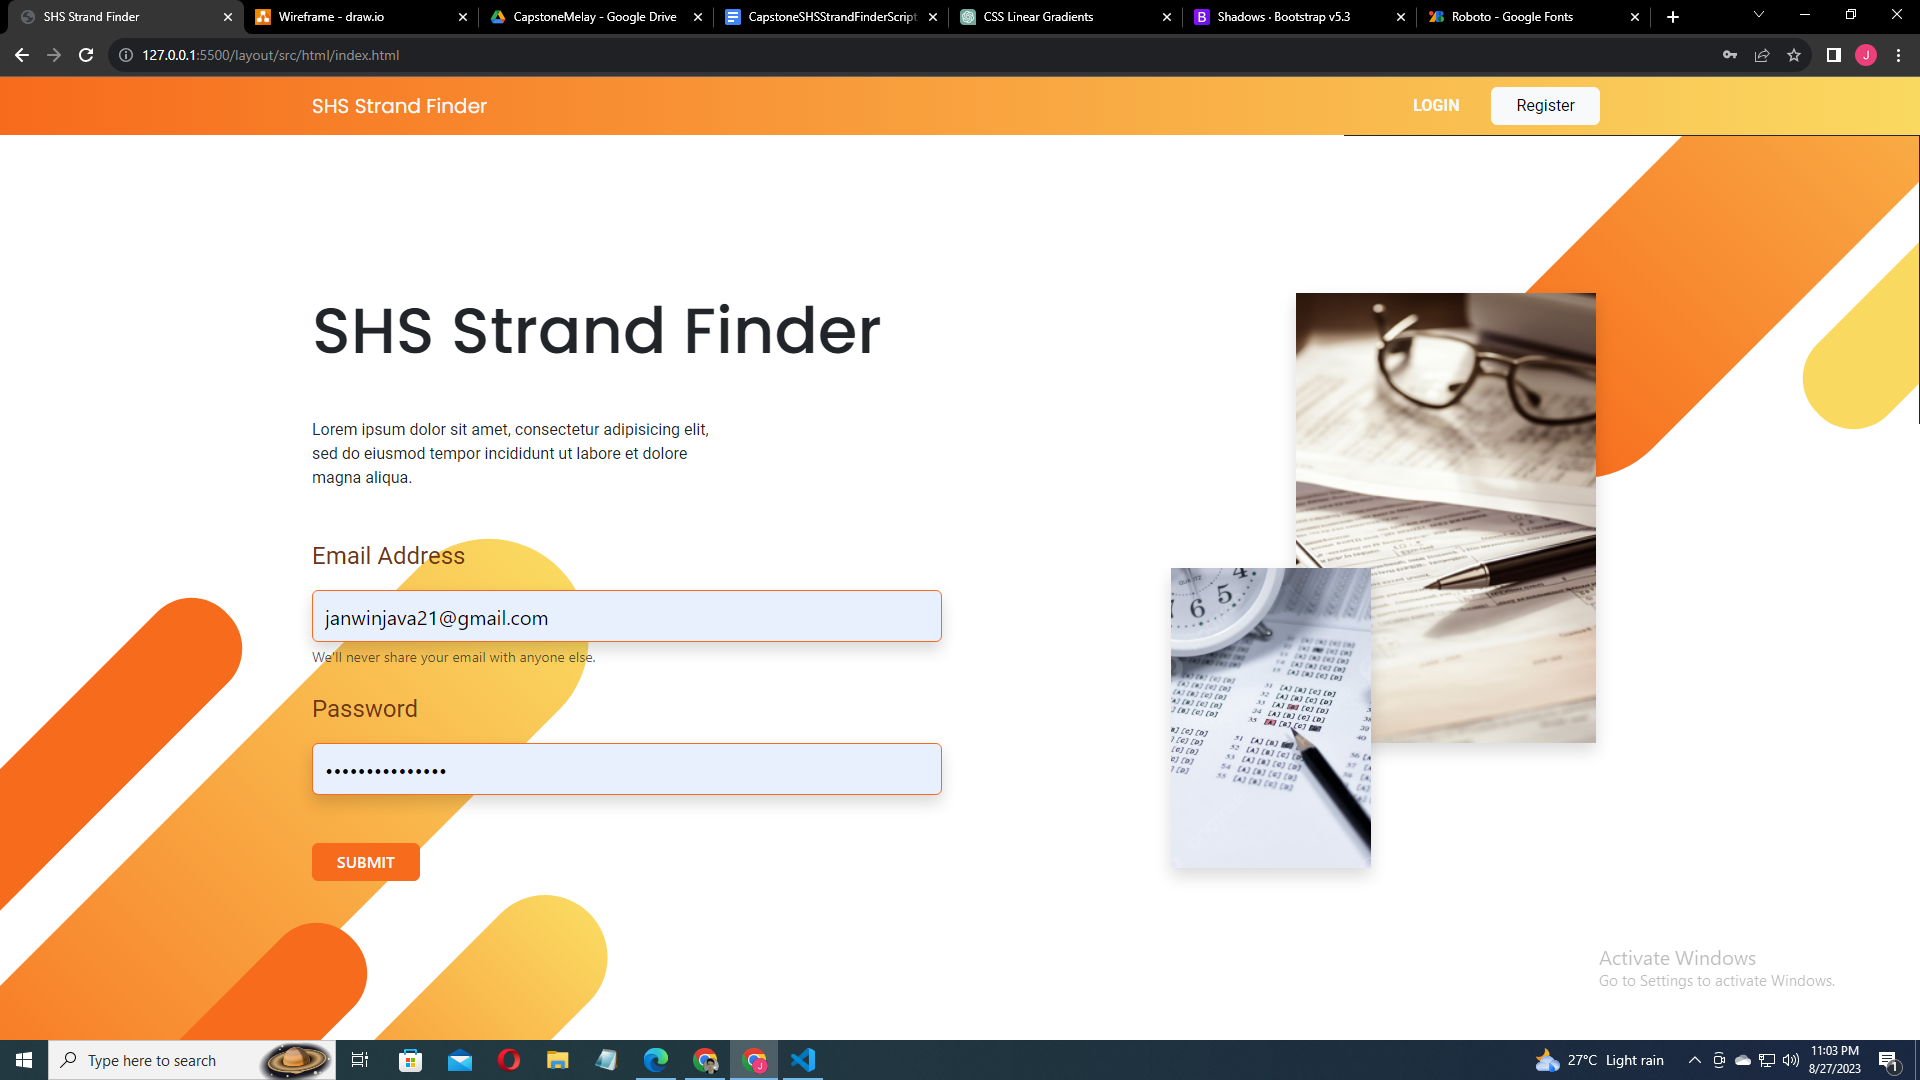 SHS Strand Finder
Wireframe - draw.io
CapstoneMelay - Google Drive
CapstoneSHSStrandFinderScript
CSS Linear Gradients
Shadows · Bootstrap v5.3
Roboto - Google Fonts
127.0.0.1:5500/layout/src/html/index.html
J
SHS Strand Finder
LOGIN
Register
SHS Strand Finder
Lorem ipsum dolor sit amet, consectetur adipisicing elit,
sed do eiusmod tempor incididunt ut labore et dolore
magna aliqua.
Email Address
janwinjava21@gmail.com
We'll never share your email with anyone else.
Password
•••••••••••••••
SUBMIT
Activate Windows
Go to Settings to activate Windows.
Type here to search
27°C Light rain
11:03 PM
8/27/2023
1